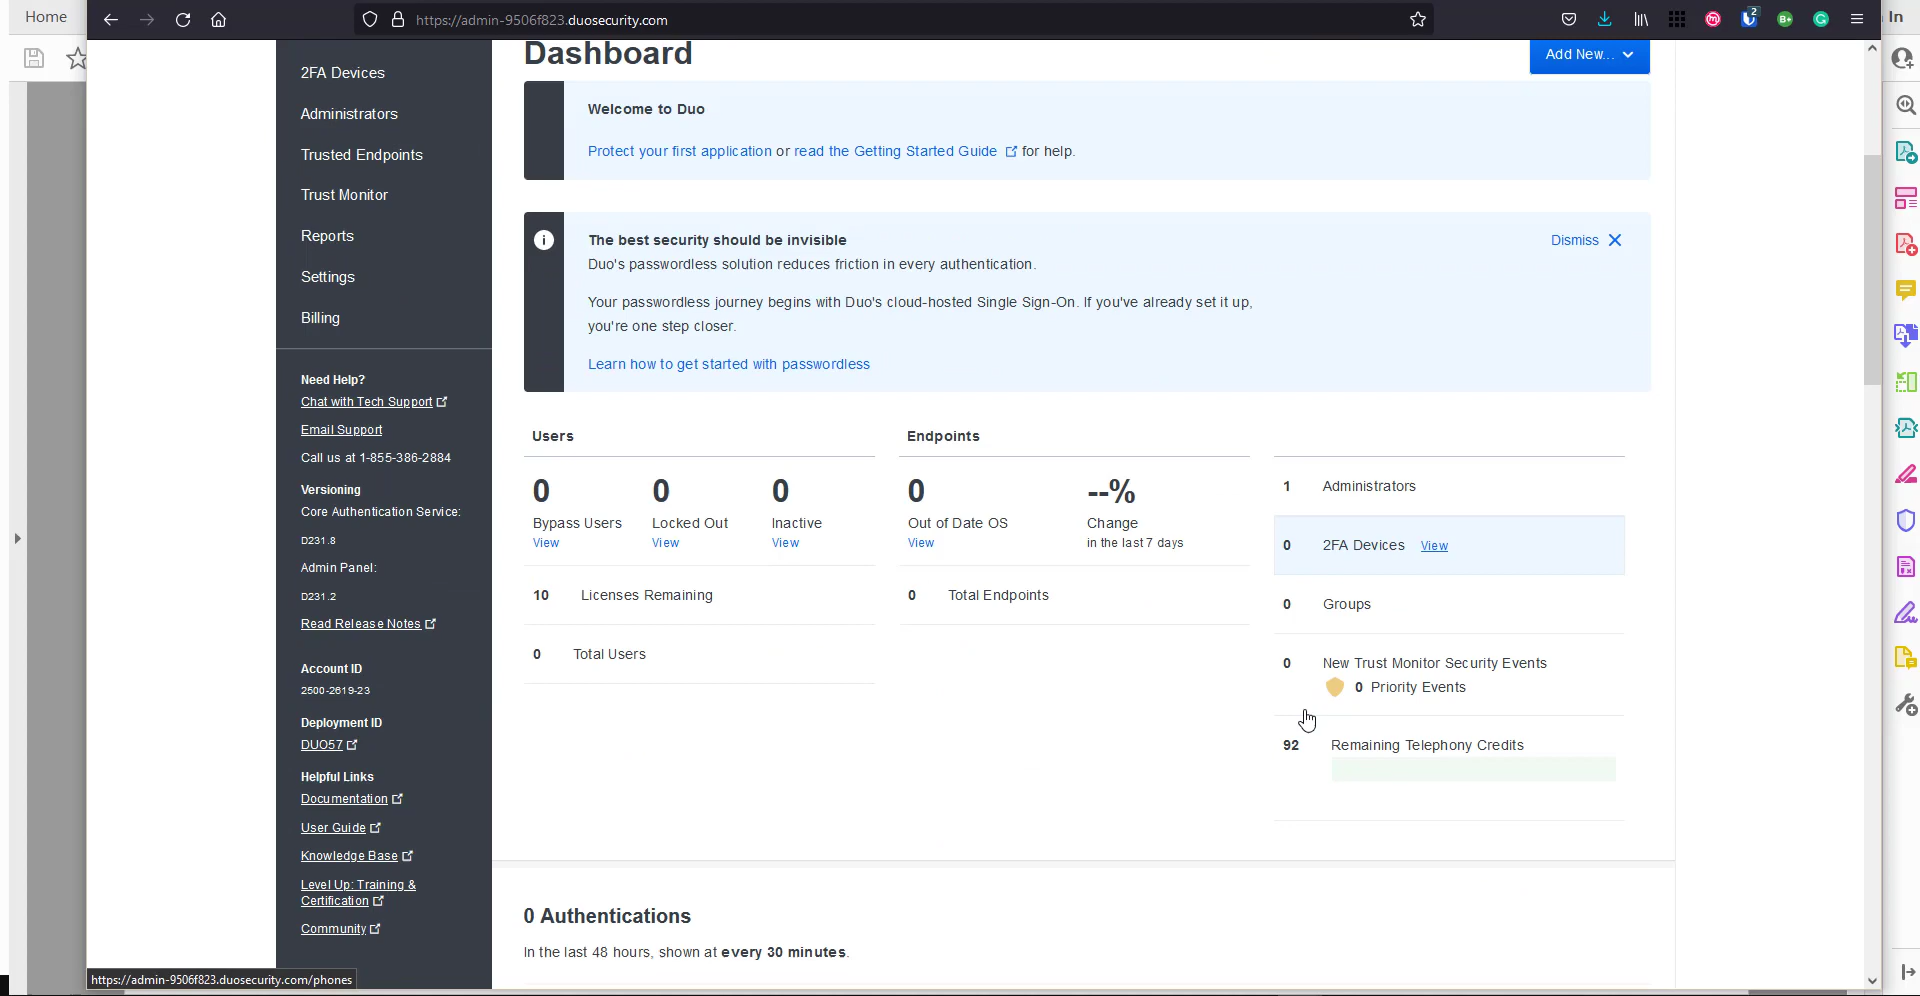 Home
https://admin-9506f823.duosecurity.com
2
B+
In
Dashboard
Add New...
2FA Devices
Administrators
Trusted Endpoints
Trust Monitor
Reports
Settings
Billing
Need Help?
Chat with Tech Support
Email Support
Call us at 1-855-386-2884
Versioning
Core Authentication Service:
D231.8
Admin Panel:
D231.2
Read Release Notes
Account ID
2500-2619-23
Deployment ID
DUO57
Helpful Links
Documentation
User Guide
Knowledge Base
Level Up: Training &
Certification
Community
Welcome to Duo
Protect your first application or read the Getting Started Guide for help.
The best security should be invisible
Dismiss
Duo's passwordless solution reduces friction in every authentication.
Your passwordless journey begins with Duo's cloud-hosted Single Sign-On. If you've already set it up,
you're one step closer.
Learn how to get started with passwordless
Users
0 0 0
Bypass Users Locked Out Inactive
View View View
10 Licenses Remaining
0 Total Users
Endpoints
0 --%
Out of Date OS Change
View in the last 7 days
0 Total Endpoints
1 Administrators
0 2FA Devices View
0 Groups
0 New Trust Monitor Security Events
0 Priority Events
92 Remaining Telephony Credits
0 Authentications
In the last 48 hours, shown at every 30 minutes.
https://admin-9506f823.duosecurity.com/phones